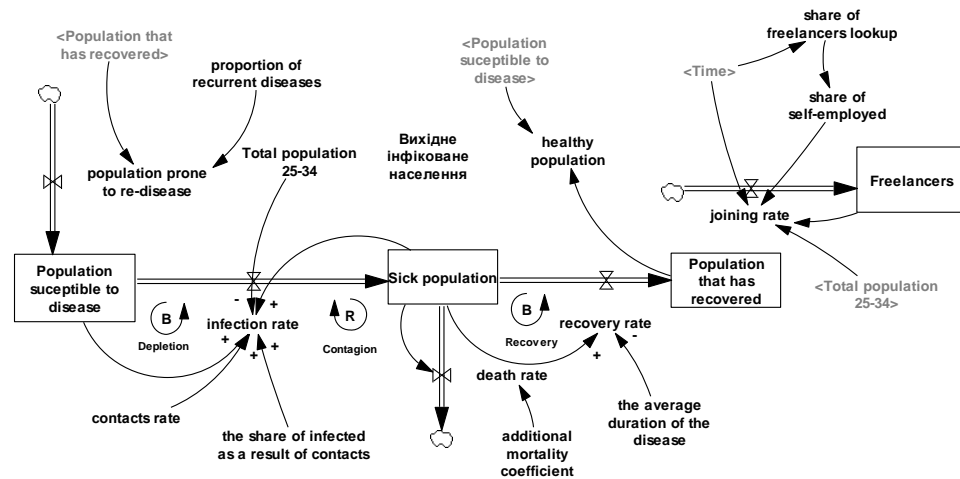 <Population that
has recovered>
proportion of
recurrent diseases
population prone
to re-disease
Total population
25-34
Вихідне
інфіковане
населення
<Population
suceptible to
disease>
healthy
population
share of
freelancers lookup
<Time>
share of
self-employed
Freelancers
joining rate
<Total population
25-34>
Population
suceptible to
disease
Sick population
Population
that has
recovered
B
Depletion
-
+
infection rate
+
+
+
+
R
Contagion
B
Recovery
recovery rate
-
+
death rate
contacts rate
the share of infected
as a result of contacts
additional
mortality
coefficient
the average
duration of the
disease